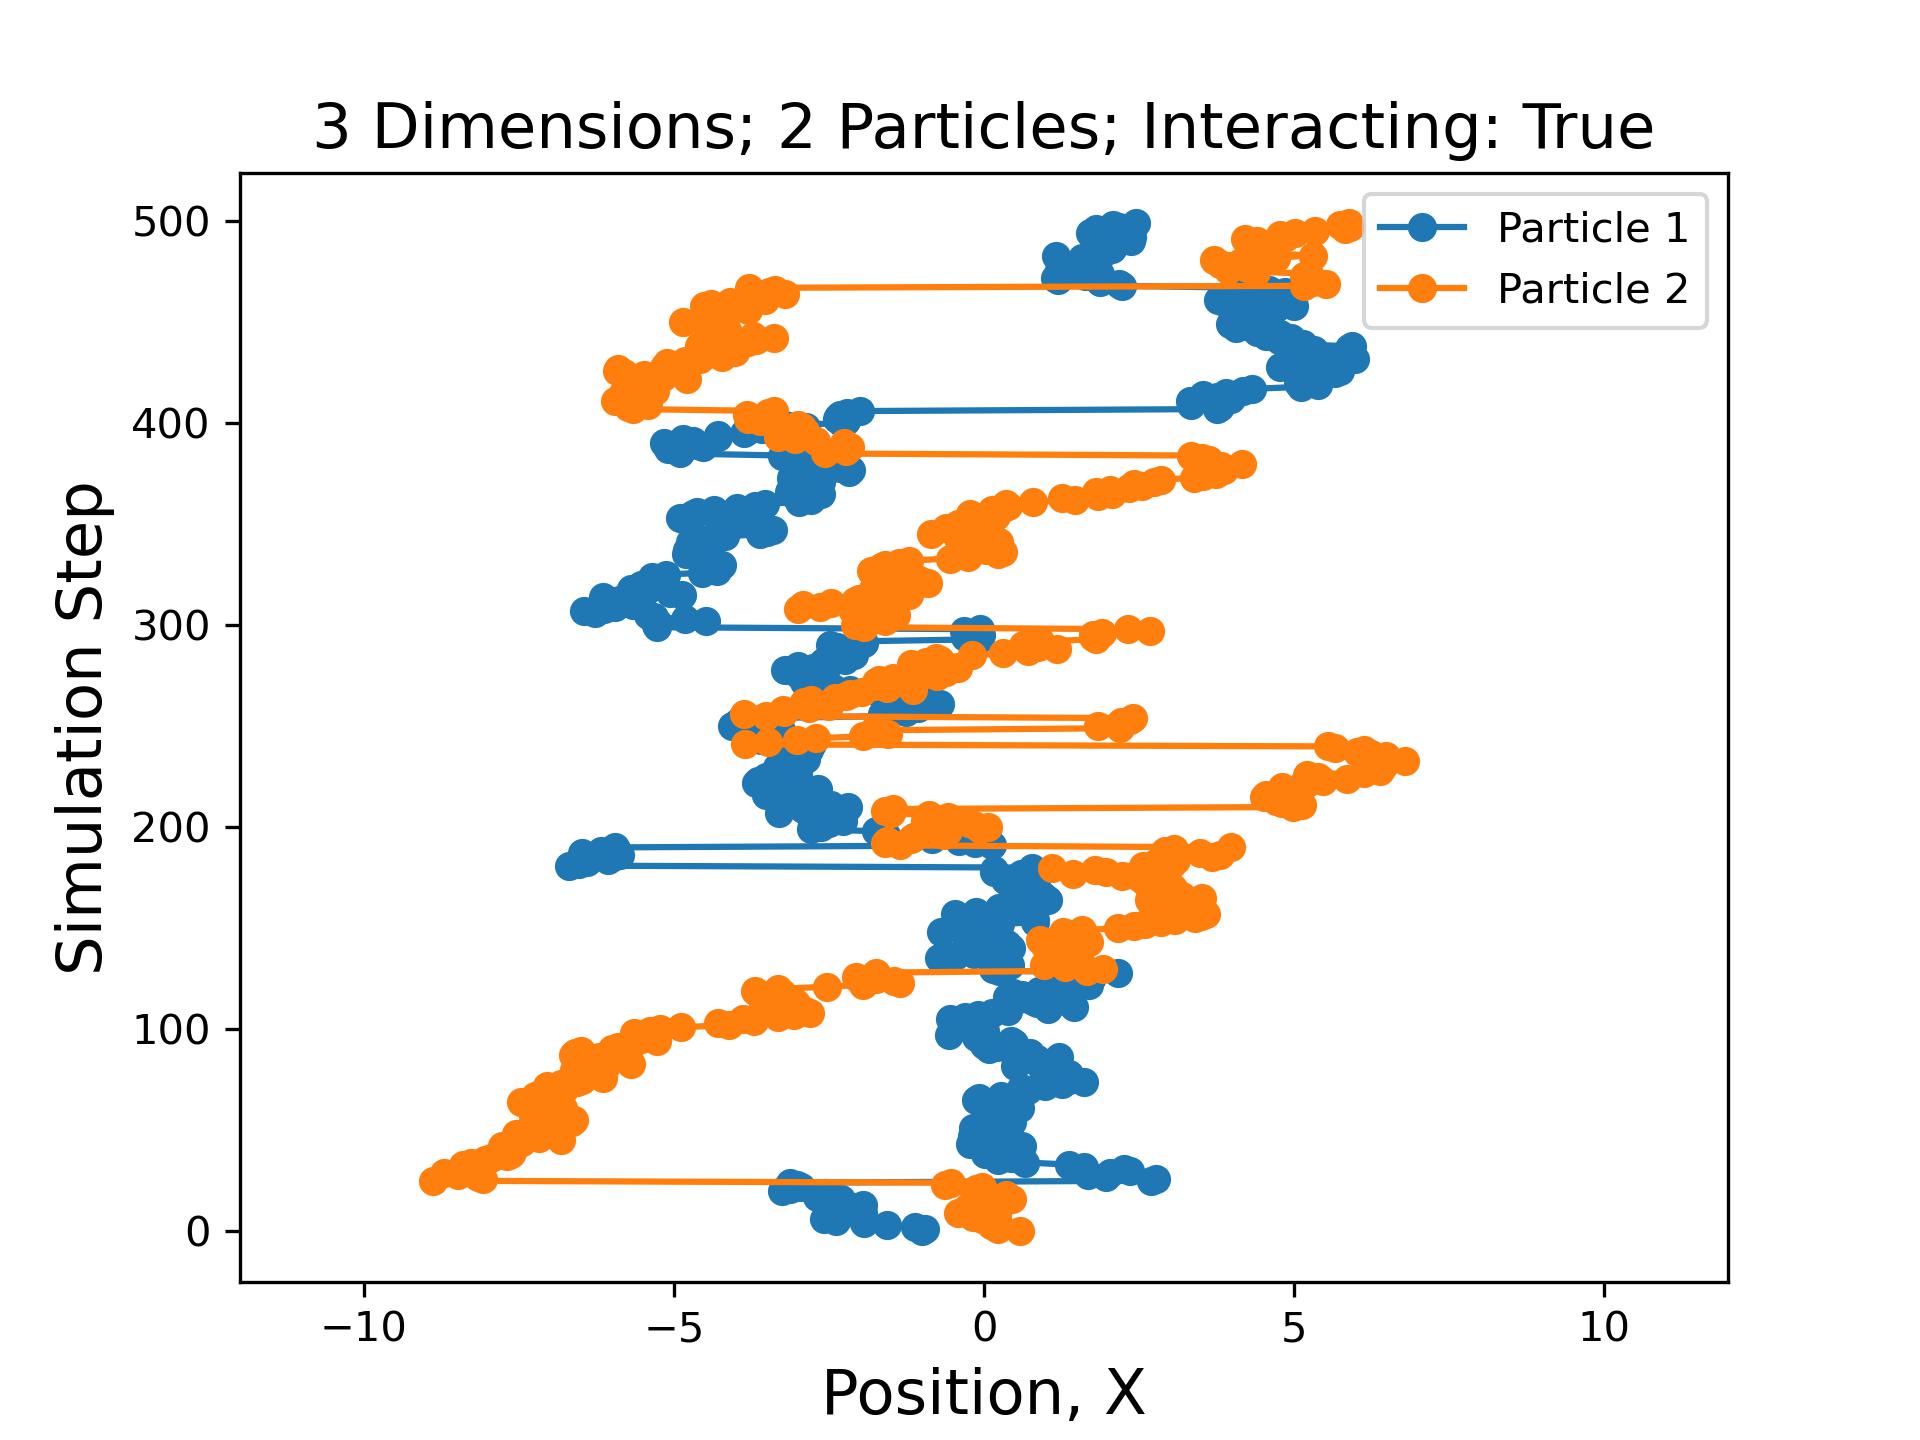 3 Dimensions; 2 Particles; Interacting: True
Particle 1
Particle 2
Simulation Step
500
400
300
200
100
0
−10
−5
0
5
10
Position, X